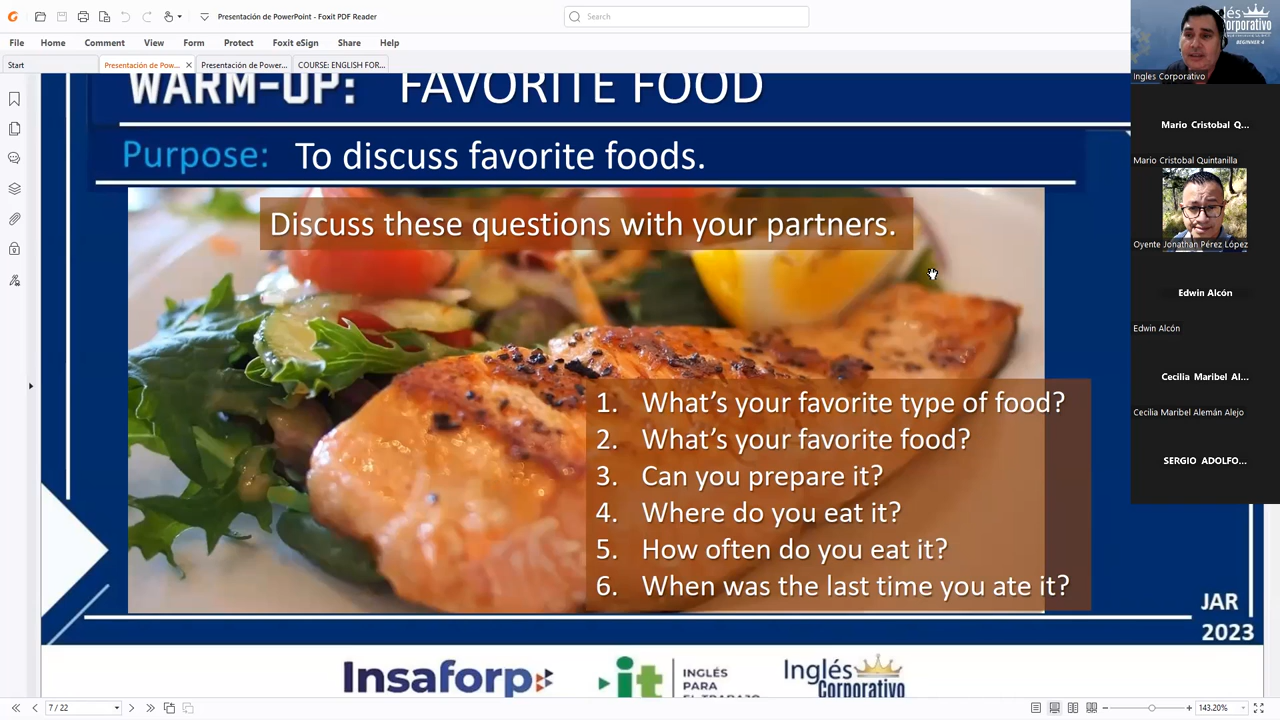 Presentación de PowerPoint - Foxit PDF Reader
Search
File Home Comment View Form Protect Foxit eSign Share Help
Start
Presentación de Pow...
Presentación de Power...
COURSE: ENGLISH FOR...
WARM-UP: FAVORITE FOOD
Purpose: To discuss favorite foods.
Discuss these questions with your partners.
1. What's your favorite type of food?
2. What's your favorite food?
3. Can you prepare it?
4. Where do you eat it?
5. How often do you eat it?
6. When was the last time you ate it?
JAR
2023
Insaforp
it
INGLÉS
PARA
EL TRABAJO
Inglés
Corporativo
7 / 22
143.20%
BEGINNER 4
Ingles Corporativo
Mario Cristobal Q...
Mario Cristobal Quintanilla
Oyente Jonathan Pérez López
Edwin Alcón
Edwin Alcón
Cecilia Maribel Al...
Cecilia Maribel Alemán Alejo
SERGIO ADOLFO...